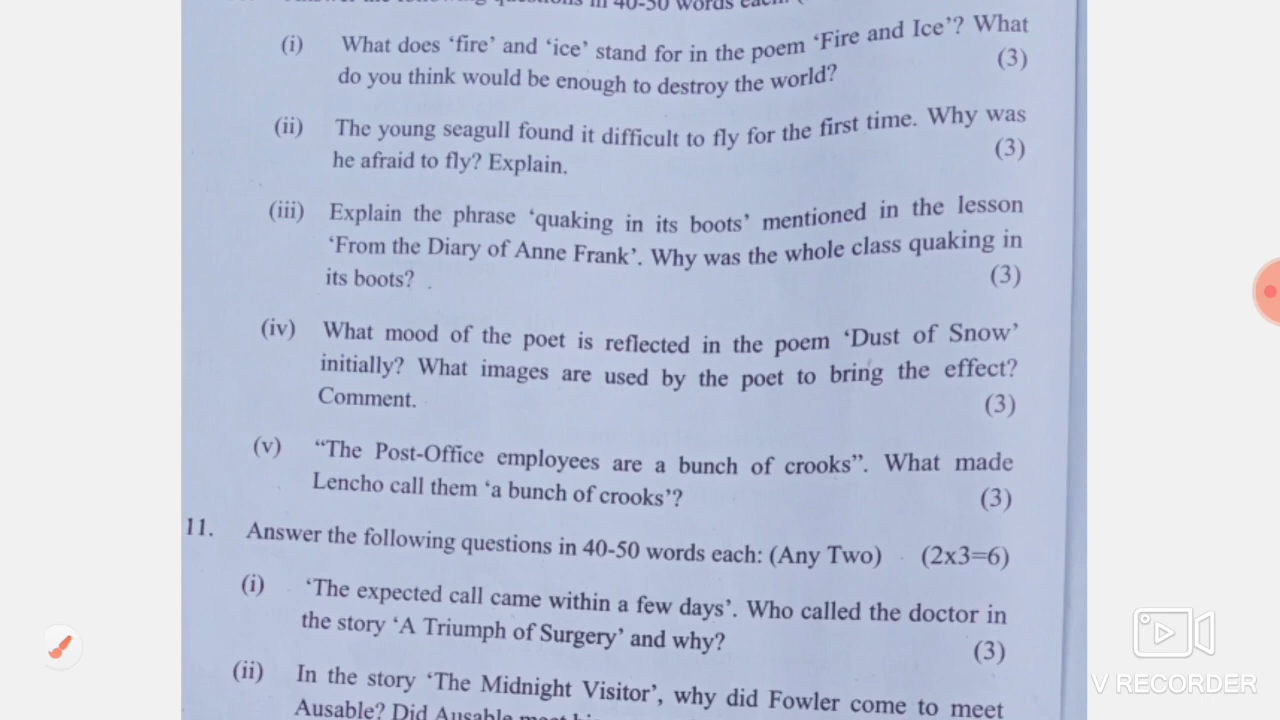 questions in 40-50 words each:
(i) What does ‘fire’ and ‘ice’ stand for in the poem ‘Fire and Ice’? What
do you think would be enough to destroy the world? (3)
(ii) The young seagull found it difficult to fly for the first time. Why was
he afraid to fly? Explain. (3)
(iii) Explain the phrase ‘quaking in its boots’ mentioned in the lesson
‘From the Diary of Anne Frank’. Why was the whole class quaking in
its boots? (3)
(iv) What mood of the poet is reflected in the poem ‘Dust of Snow’
initially? What images are used by the poet to bring the effect?
Comment. (3)
(v) “The Post-Office employees are a bunch of crooks”. What made
Lencho call them ‘a bunch of crooks’? (3)
11. Answer the following questions in 40-50 words each: (Any Two) (2x3=6)
(i) ‘The expected call came within a few days’. Who called the doctor in
the story ‘A Triumph of Surgery’ and why? (3)
(ii) In the story ‘The Midnight Visitor’, why did Fowler come to meet
Ausable? Did Ausable
V RECORDER